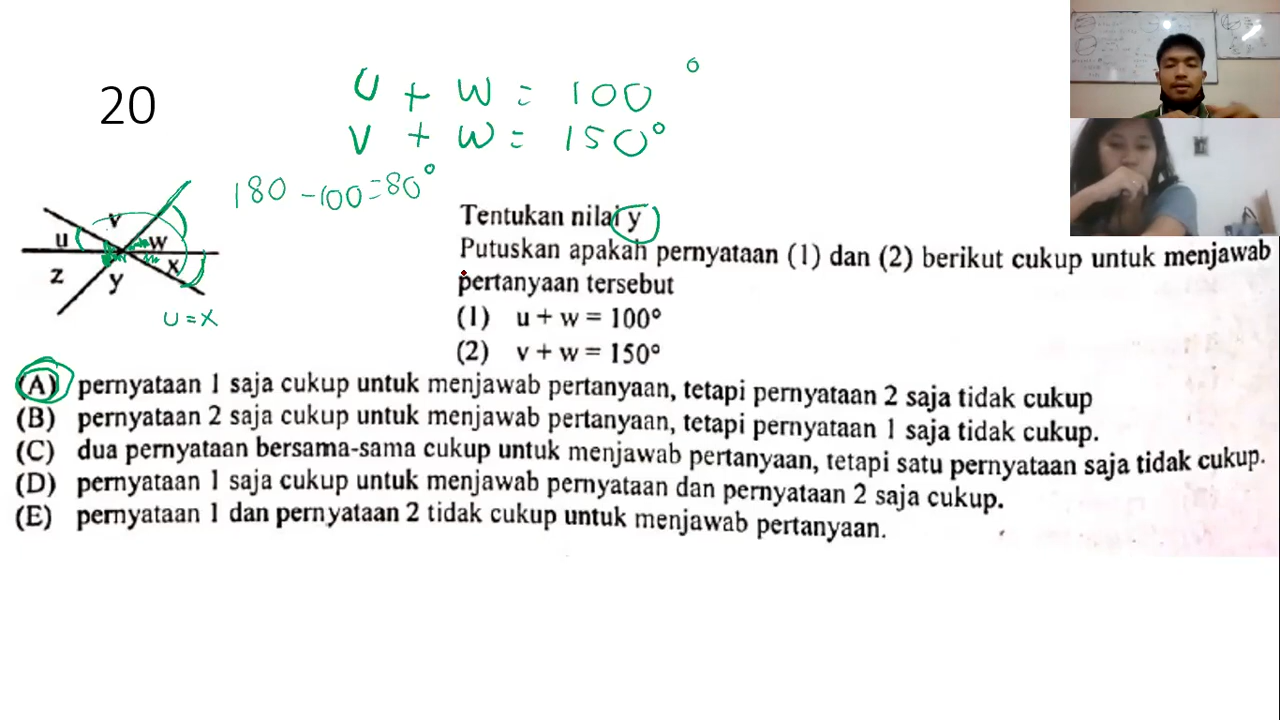 20
U + W = 100°
V + W = 150°
180 - 100 = 80°
v
u
w
z
x
y
U = X
Tentukan nilai y
Putuskan apakah pernyataan (1) dan (2) berikut cukup untuk menjawab
pertanyaan tersebut
(1) u + w = 100°
(2) v + w = 150°
(A) pernyataan 1 saja cukup untuk menjawab pertanyaan, tetapi pernyataan 2 saja tidak cukup
(B) pernyataan 2 saja cukup untuk menjawab pertanyaan, tetapi pernyataan 1 saja tidak cukup.
(C) dua pernyataan bersama-sama cukup untuk menjawab pertanyaan, tetapi satu pernyataan saja tidak cukup.
(D) pernyataan 1 saja cukup untuk menjawab pernyataan dan pernyataan 2 saja cukup.
(E) pernyataan 1 dan pernyataan 2 tidak cukup untuk menjawab pertanyaan.